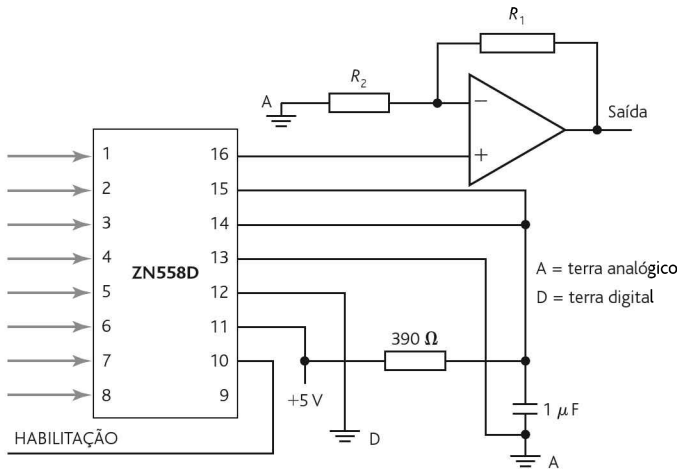 R1
R2
A
−
+
Saída
1 16
2 15
3 14
4 13
5 ZN558D 12
6 11
7 10
8 9
A = terra analógico
D = terra digital
390 Ω
+5 V
1 μF
HABILITAÇÃO
D
A